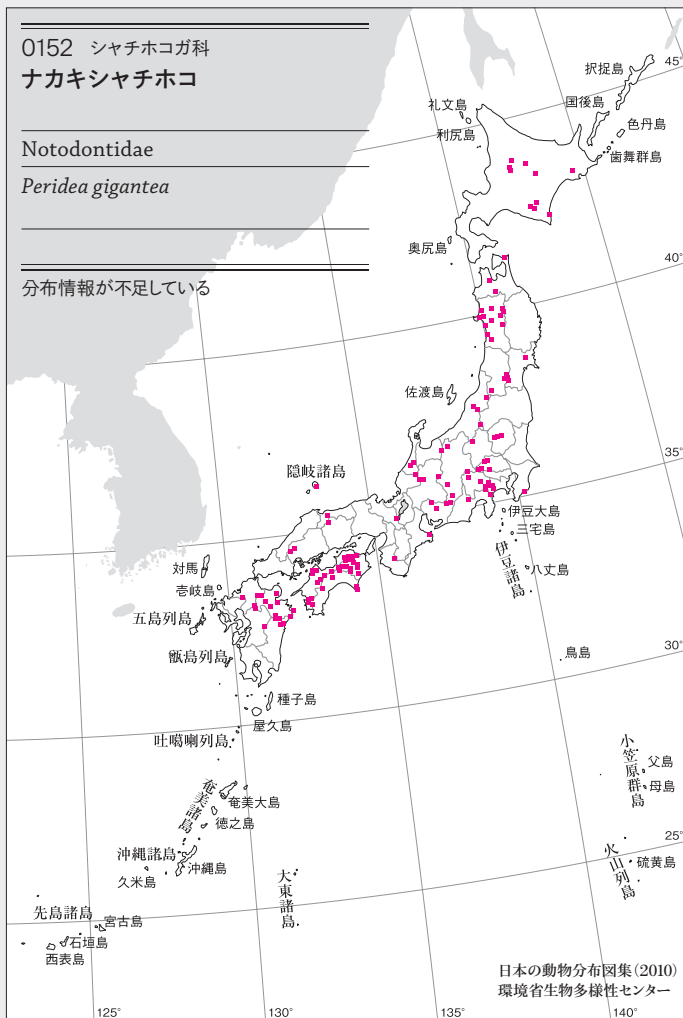 0152 シャチホコガ科
ナカキシャチホコ
Notodontidae
Peridea gigantea
分布情報が不足している
択捉島
45°
国後島
礼文島
色丹島
利尻島
歯舞群島
奥尻島
40°
佐渡島
35°
隠岐諸島
伊豆大島
三宅島
伊豆諸島
八丈島
対馬
壱岐島
五島列島
甑島列島
鳥島
30°
種子島
屋久島
吐噶喇列島
小笠原群島
父島
母島
奄美諸島
奄美大島
徳之島
25°
沖縄諸島
沖縄島
久米島
火山列島
硫黄島
大東諸島
先島諸島
宮古島
石垣島
西表島
日本の動物分布図集(2010)
環境省生物多様性センター
125°
130°
135°
140°